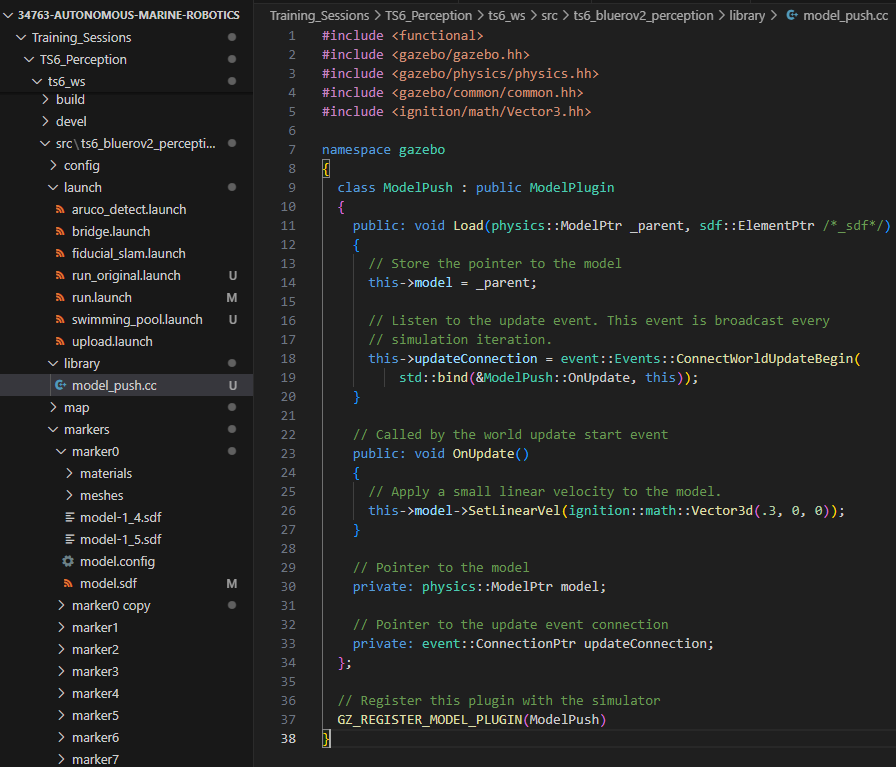 34763-AUTONOMOUS-MARINE-ROBOTICS
Training_Sessions
TS6_Perception
ts6_ws
build
devel
src\ts6_bluerov2_percepti...
config
launch
aruco_detect.launch
bridge.launch
fiducial_slam.launch
run_original.launch U
run.launch M
swimming_pool.launch U
upload.launch
library
model_push.cc U
map
markers
marker0
materials
meshes
model-1_4.sdf
model-1_5.sdf
model.config
model.sdf M
marker0 copy
marker1
marker2
marker3
marker4
marker5
marker6
marker7
Training_Sessions > TS6_Perception > ts6_ws > src > ts6_bluerov2_perception > library > model_push.cc
1 #include <functional>
2 #include <gazebo/gazebo.hh>
3 #include <gazebo/physics/physics.hh>
4 #include <gazebo/common/common.hh>
5 #include <ignition/math/Vector3.hh>
6
7 namespace gazebo
8 {
9   class ModelPush : public ModelPlugin
10   {
11     public: void Load(physics::ModelPtr _parent, sdf::ElementPtr /*_sdf*/)
12     {
13       // Store the pointer to the model
14       this->model = _parent;
15
16       // Listen to the update event. This event is broadcast every
17       // simulation iteration.
18       this->updateConnection = event::Events::ConnectWorldUpdateBegin(
19           std::bind(&ModelPush::OnUpdate, this));
20     }
21
22     // Called by the world update start event
23     public: void OnUpdate()
24     {
25       // Apply a small linear velocity to the model.
26       this->model->SetLinearVel(ignition::math::Vector3d(.3, 0, 0));
27     }
28
29     // Pointer to the model
30     private: physics::ModelPtr model;
31
32     // Pointer to the update event connection
33     private: event::ConnectionPtr updateConnection;
34   };
35
36   // Register this plugin with the simulator
37   GZ_REGISTER_MODEL_PLUGIN(ModelPush)
38 }